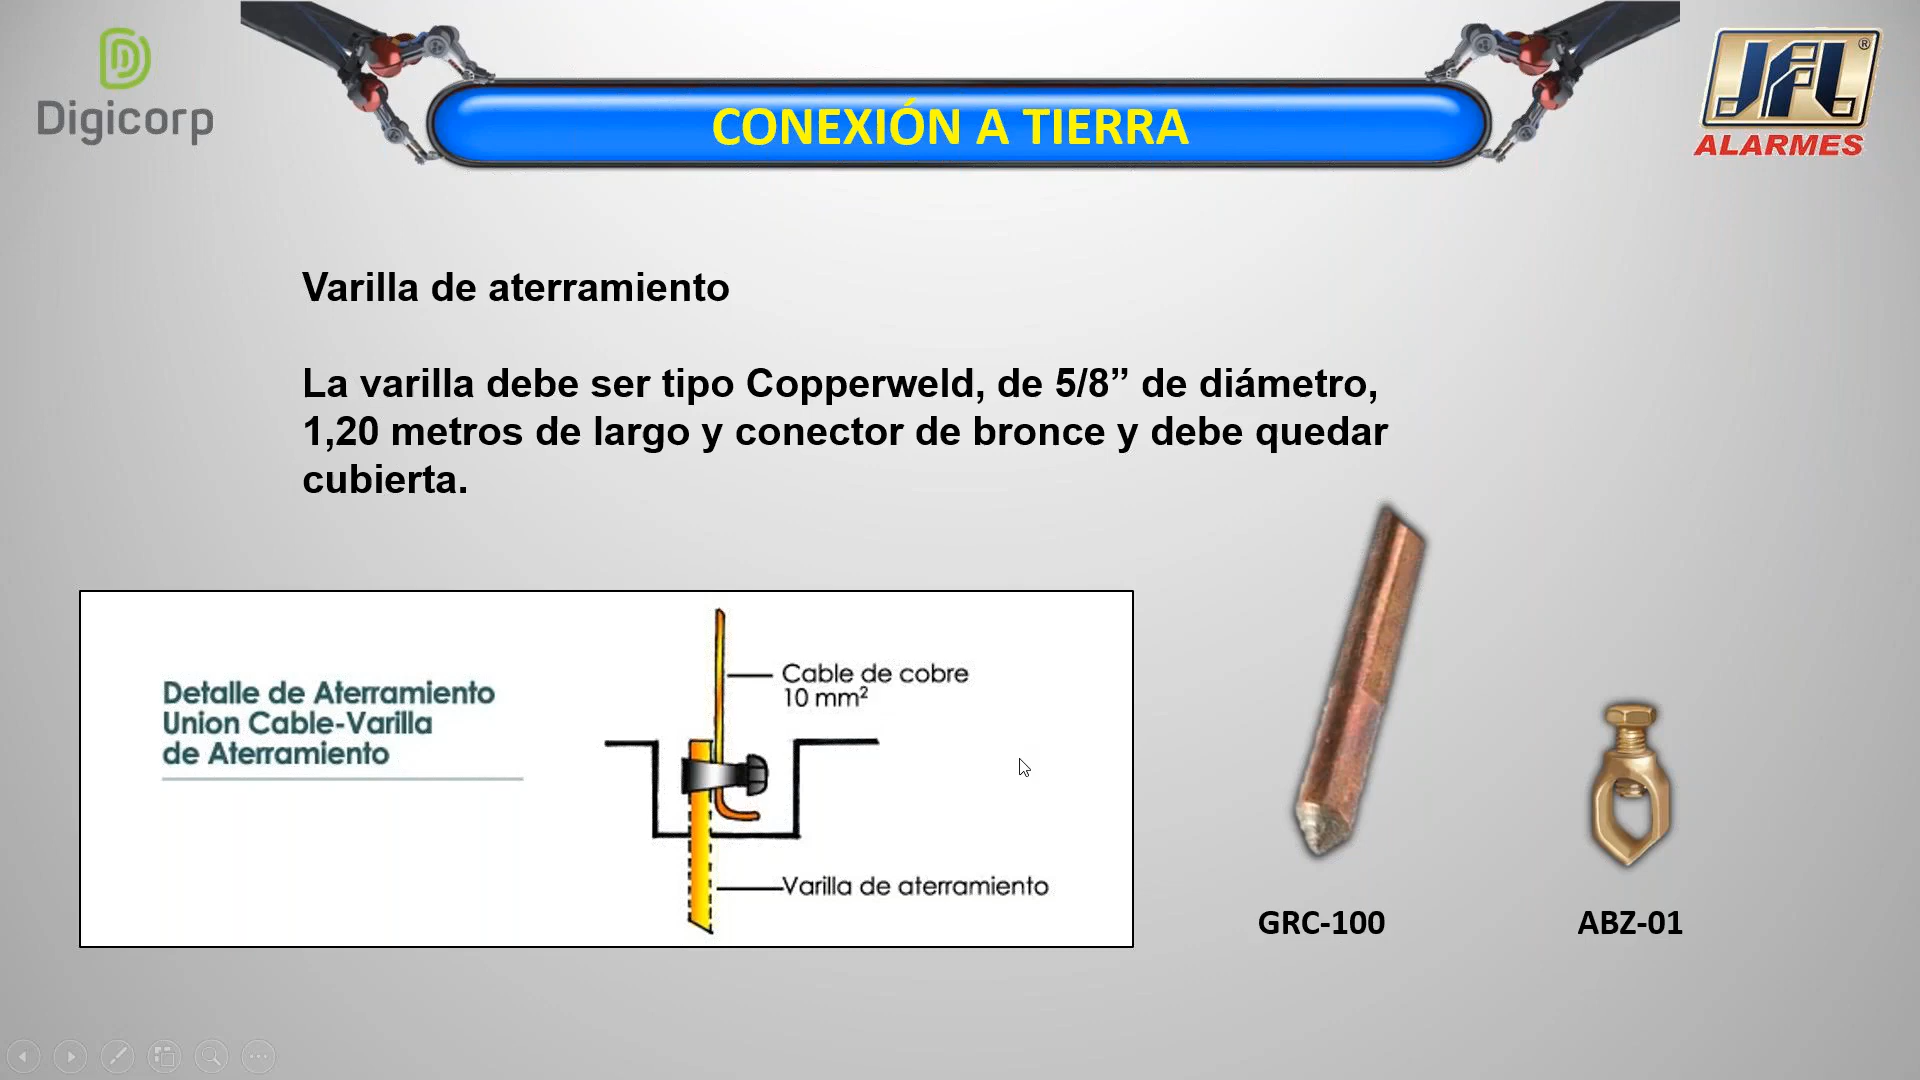 Digicorp
CONEXIÓN A TIERRA
JFL®
ALARMES
Varilla de aterramiento
La varilla debe ser tipo Copperweld, de 5/8” de diámetro,
1,20 metros de largo y conector de bronce y debe quedar
cubierta.
Detalle de Aterramiento
Union Cable-Varilla
de Aterramiento
Cable de cobre
10 mm²
Varilla de aterramiento
GRC-100
ABZ-01